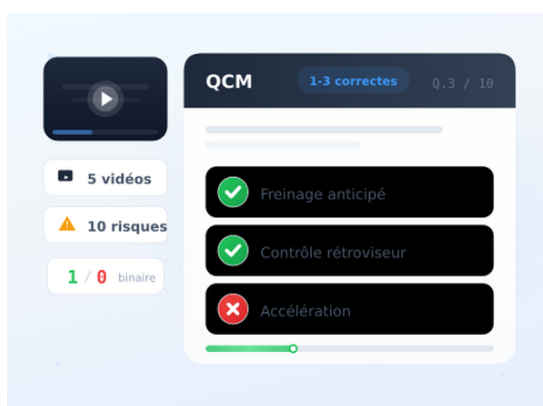 QCM
1-3 correctes
Q.3 / 10
5 vidéos
10 risques
1 / 0 binaire
Freinage anticipé
Contrôle rétroviseur
Accélération